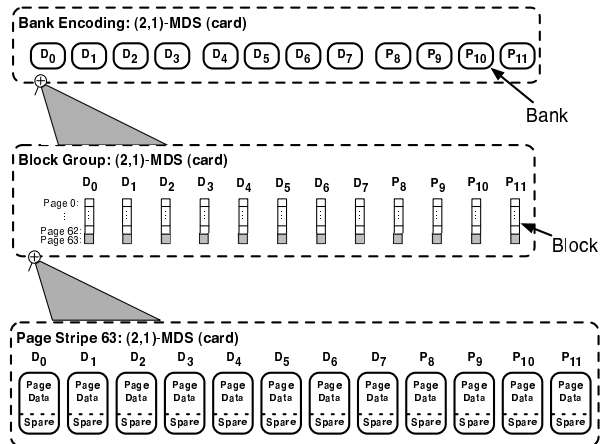 Bank Encoding: (2,1)-MDS (card)
D0 D1 D2 D3 D4 D5 D6 D7 P8 P9 P10 P11
Bank
Block Group: (2,1)-MDS (card)
D0 D1 D2 D3 D4 D5 D6 D7 P8 P9 P10 P11
Page 0:
⋮
Page 62:
Page 63:
Block
Page Stripe 63: (2,1)-MDS (card)
D0 D1 D2 D3 D4 D5 D6 D7 P8 P9 P10 P11
Page Page Page Page Page Page Page Page Page Page Page Page
Data Data Data Data Data Data Data Data Data Data Data Data
Spare Spare Spare Spare Spare Spare Spare Spare Spare Spare Spare Spare